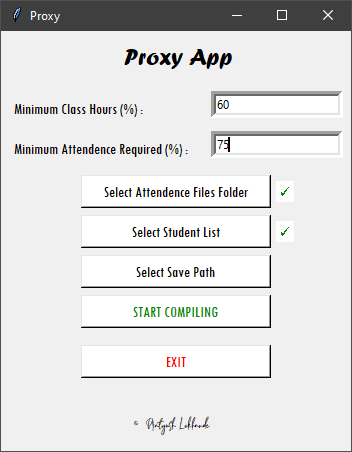 Proxy
Proxy App
Minimum Class Hours (%) : 60
Minimum Attendence Required (%) : 75
Select Attendence Files Folder ✓
Select Student List ✓
Select Save Path
START COMPILING
EXIT
© Pratyush Lokhande